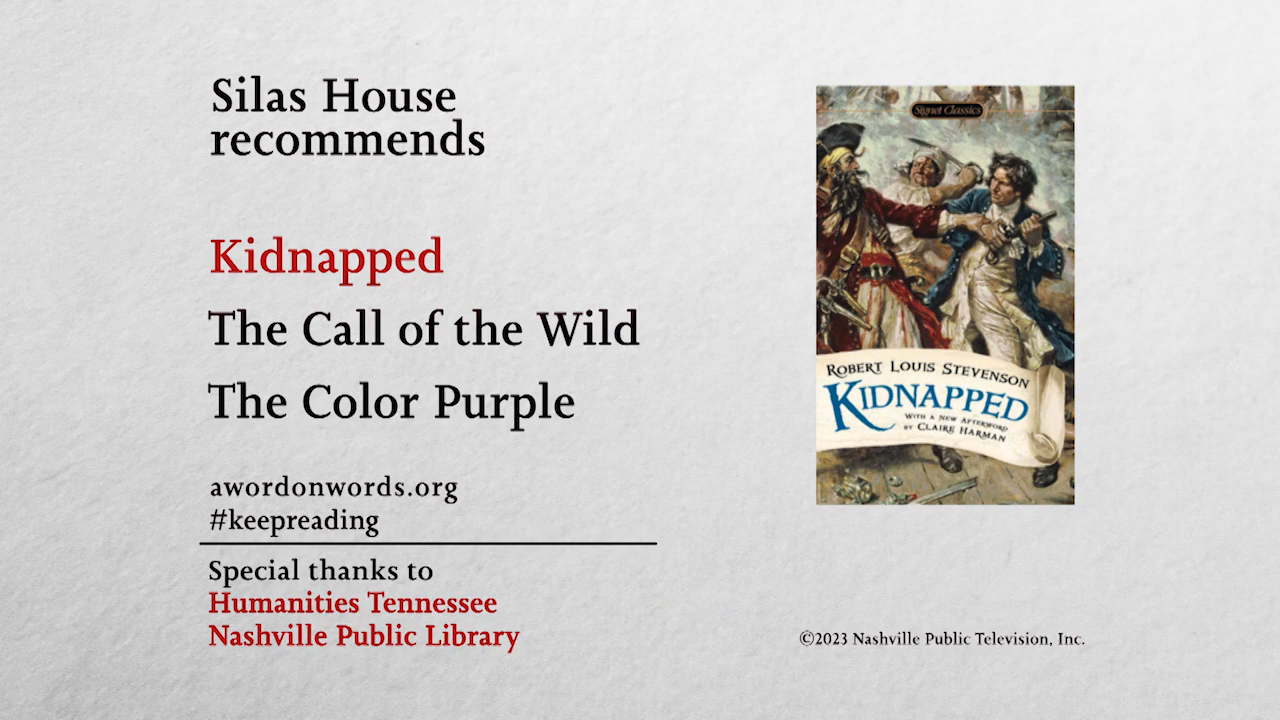 Silas House
recommends
Kidnapped
The Call of the Wild
The Color Purple
awordonwords.org
#keepreading
Special thanks to
Humanities Tennessee
Nashville Public Library
Signet Classics
ROBERT LOUIS STEVENSON
KIDNAPPED
WITH A NEW AFTERWORD
BY CLAIRE HARMAN
©2023 Nashville Public Television, Inc.